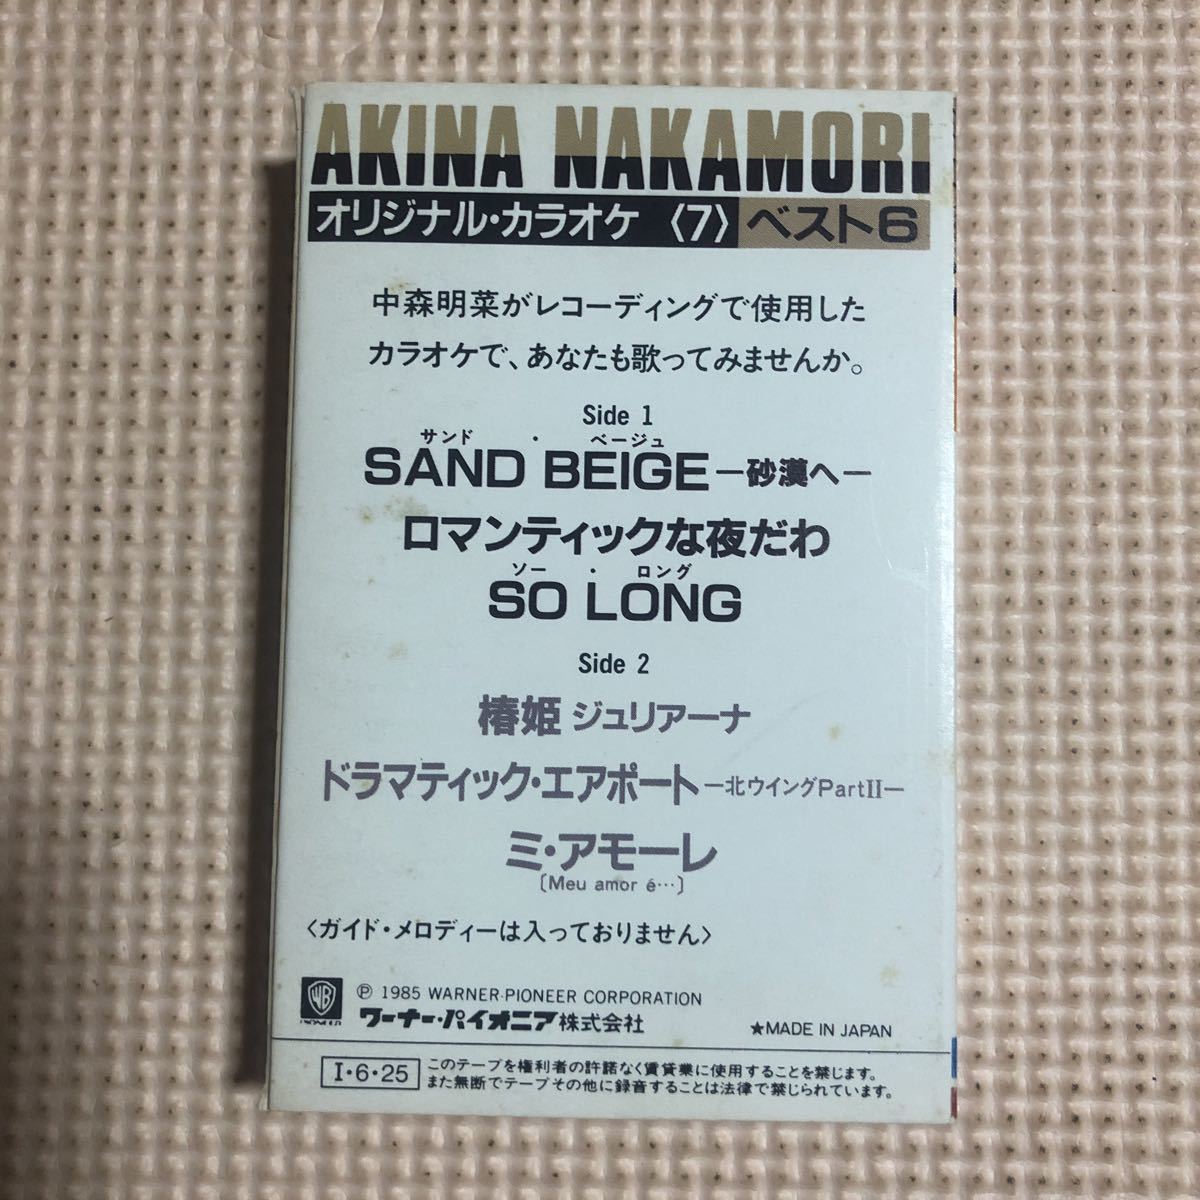 AKINA NAKAMORI
オリジナル・カラオケ 〈7〉 ベスト6
中森明菜がレコーディングで使用した
カラオケで、あなたも歌ってみませんか。
Side 1
サンド・ベージュ
SAND BEIGE—砂漠へ—
ロマンティックな夜だわ
ソー・ロング
SO LONG
Side 2
椿姫 ジュリアーナ
ドラマティック・エアポート—北ウイングPartII—
ミ・アモーレ
〔Meu amor é…〕
〈ガイド・メロディーは入っておりません〉
WB
PIONEER
Ⓟ 1985 WARNER-PIONEER CORPORATION
ワーナー・パイオニア株式会社
★MADE IN JAPAN
I・6・25
このテープを権利者の許諾なく賃貸業に使用することを禁じます。
また無断でテープその他に録音することは法律で禁じられています。